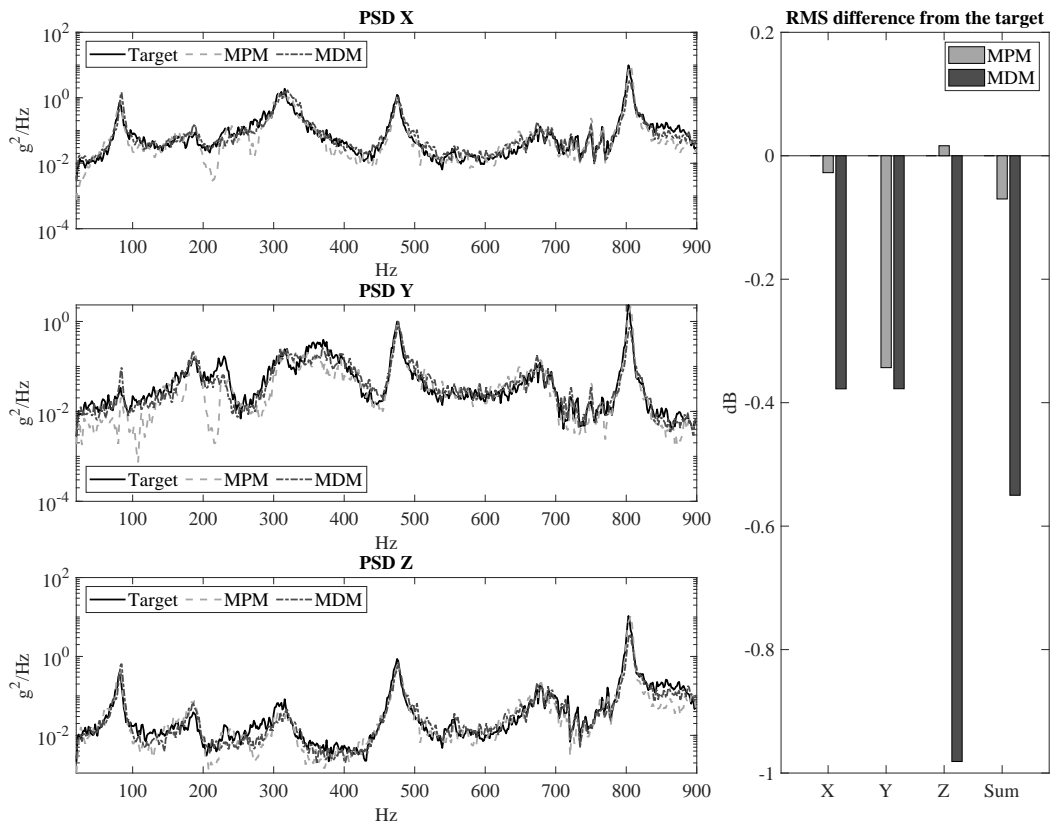 PSD X
10^2
10^0
10^-2
10^-4
g^2/Hz
Target MPM MDM
100 200 300 400 500 600 700 800 900
Hz
PSD Y
10^0
10^-2
10^-4
g^2/Hz
Target MPM MDM
100 200 300 400 500 600 700 800 900
Hz
PSD Z
10^2
10^0
10^-2
g^2/Hz
Target MPM MDM
100 200 300 400 500 600 700 800 900
Hz
RMS difference from the target
0.2
0
-0.2
-0.4
-0.6
-0.8
-1
dB
MPM
MDM
X Y Z Sum